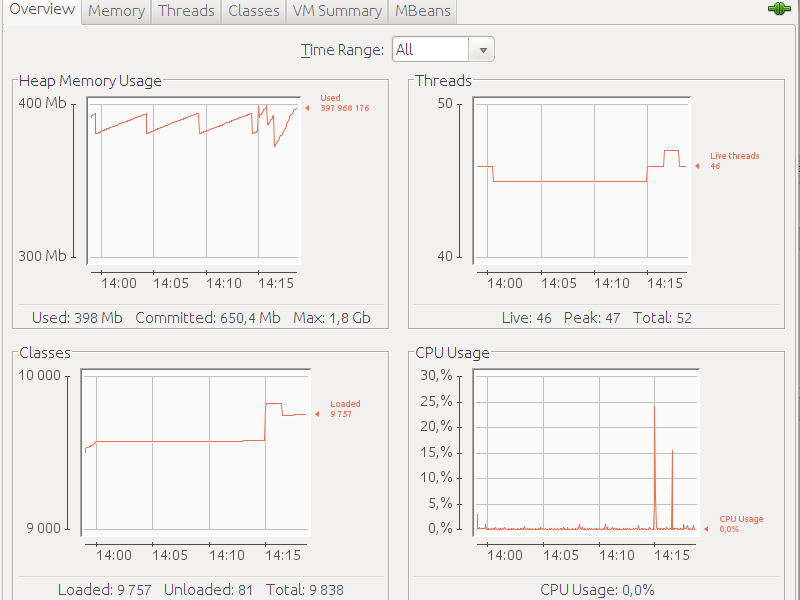 Overview Memory Threads Classes VM Summary MBeans
Time Range: All
Heap Memory Usage
400 Mb
300 Mb
Used
397 968 176
14:00 14:05 14:10 14:15
Used: 398 Mb Committed: 650,4 Mb Max: 1,8 Gb
Threads
50
40
Live threads
46
14:00 14:05 14:10 14:15
Live: 46 Peak: 47 Total: 52
Classes
10 000
9 000
Loaded
9 757
14:00 14:05 14:10 14:15
Loaded: 9 757 Unloaded: 81 Total: 9 838
CPU Usage
30,%
25,%
20,%
15,%
10,%
5,%
0,%
CPU Usage
0,0%
14:00 14:05 14:10 14:15
CPU Usage: 0,0%